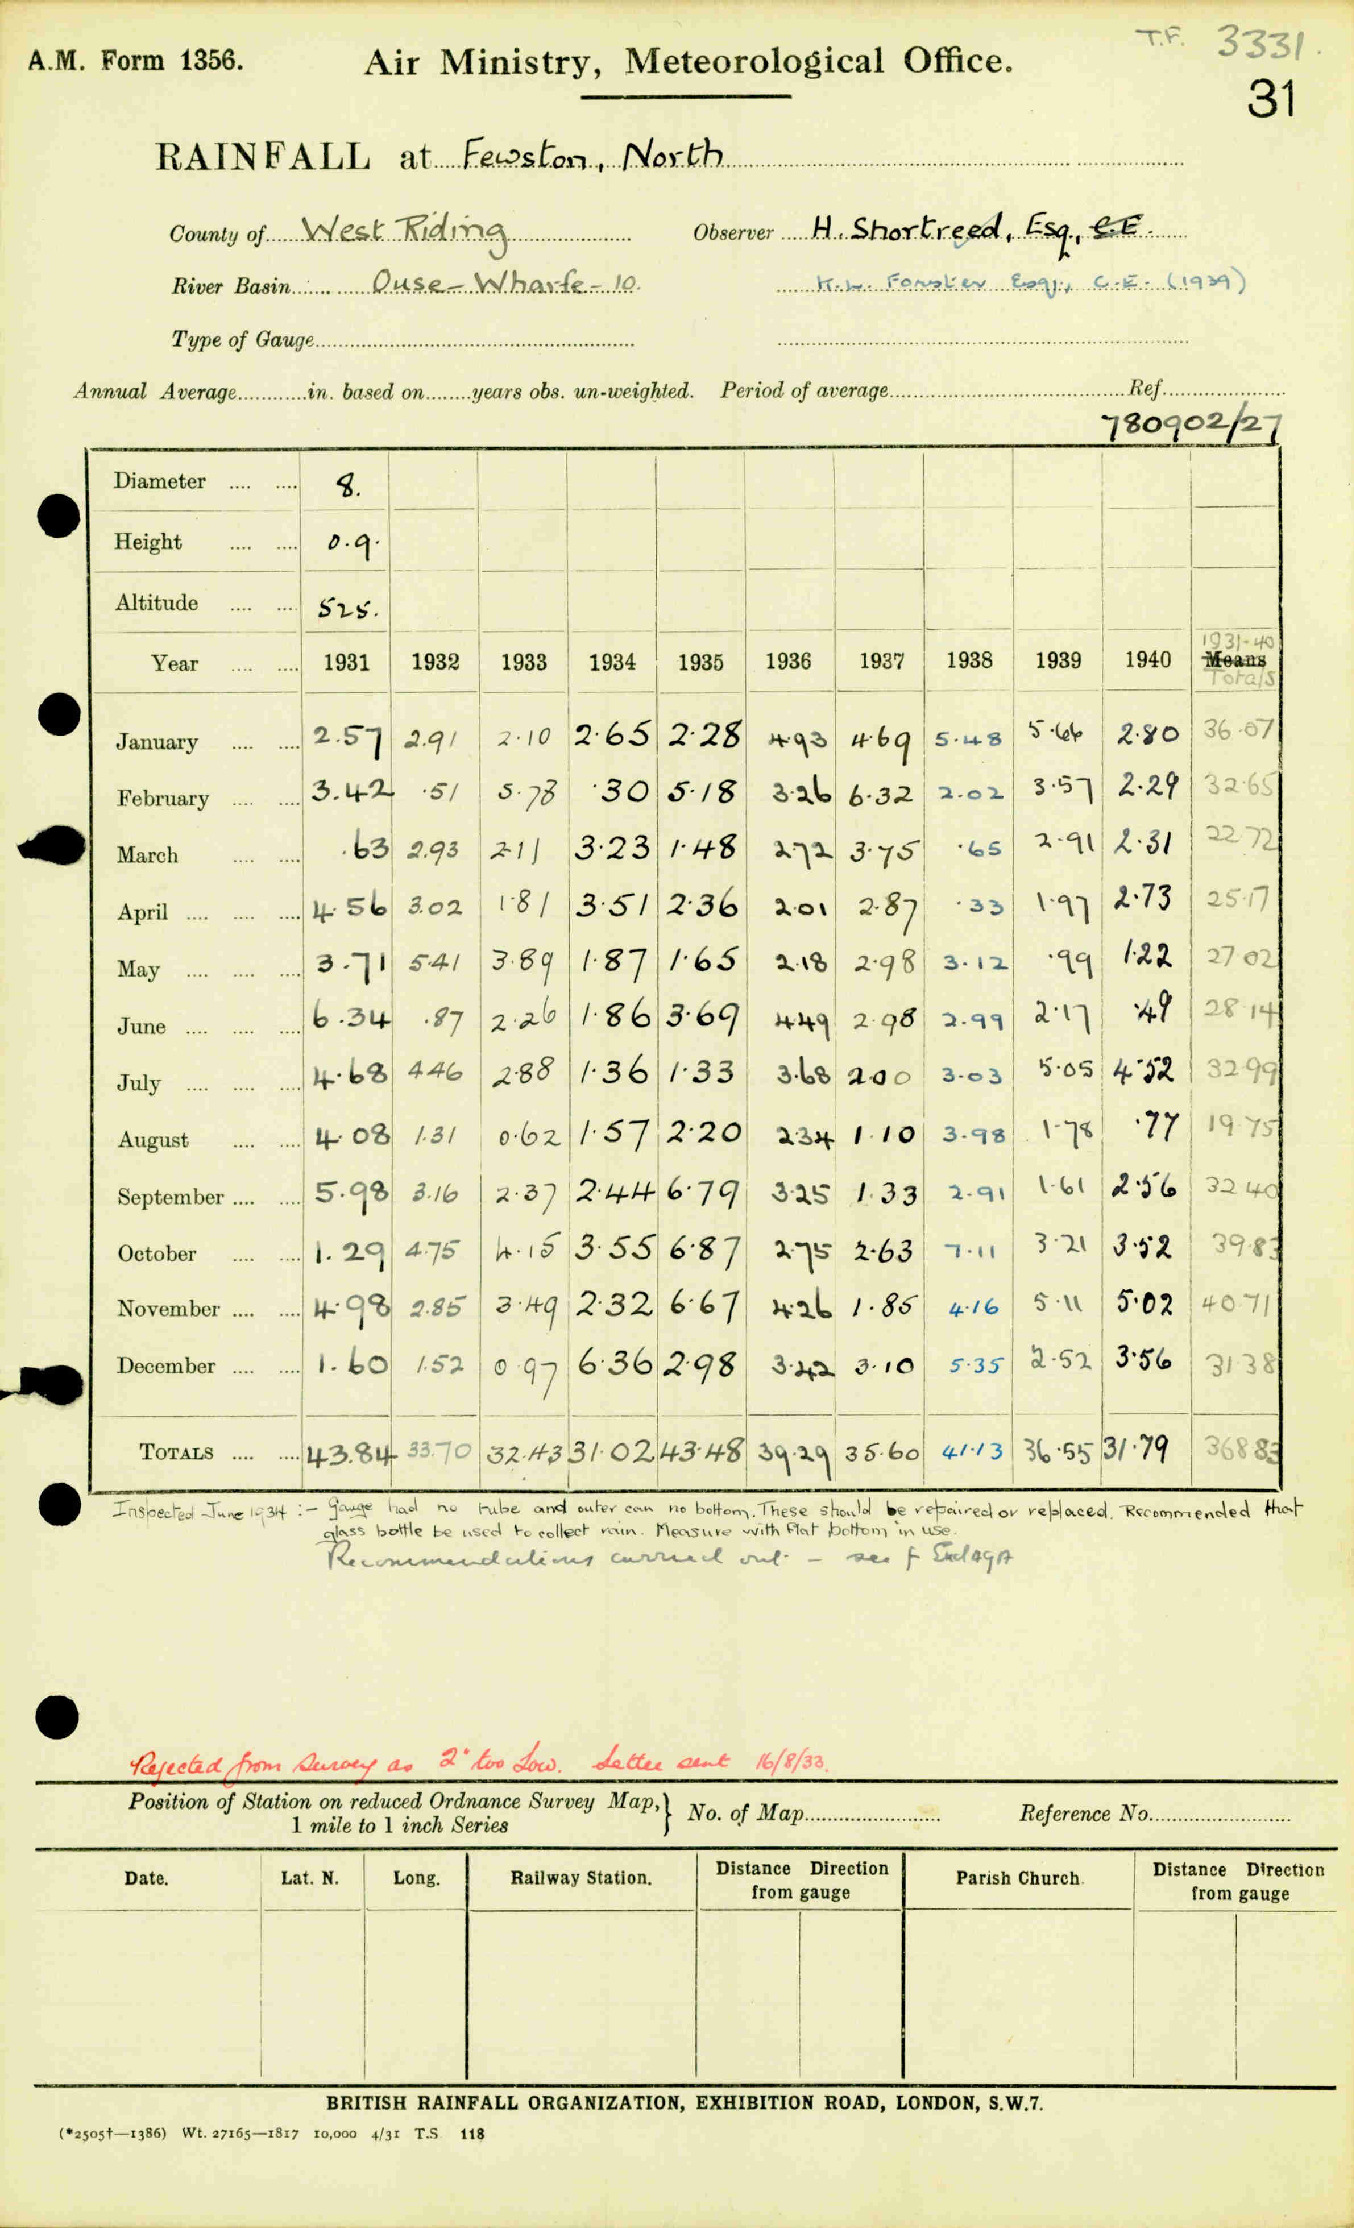 T.F. 3331.
A.M. Form 1356. Air Ministry, Meteorological Office.
31
RAINFALL at Fewston, North
County of West Riding Observer H. Shortreed, Esq., C.E.
River Basin Ouse - Wharfe - 10. K.L. Forster Esq., C.E. (1939)
Type of Gauge
Annual Average in. based on years obs. un-weighted. Period of average Ref.
780902/27
Diameter 8.
Height 0.9.
Altitude 525.
1931-40
Year 1931 1932 1933 1934 1935 1936 1937 1938 1939 1940 Means
Totals
January 2.57 2.91 2.10 2.65 2.28 4.93 4.69 5.48 5.66 2.80 36.07
February 3.42 .51 5.78 .30 5.18 3.26 6.32 2.02 3.57 2.29 32.65
March .63 2.93 2.11 3.23 1.48 2.72 3.75 .65 2.91 2.31 22.72
April 4.56 3.02 1.81 3.51 2.36 2.01 2.87 .33 1.97 2.73 25.17
May 3.71 5.41 3.89 1.87 1.65 2.18 2.98 3.12 .99 1.22 27.02
June 6.34 .87 2.26 1.86 3.69 4.49 2.98 2.99 2.17 .49 28.14
July 4.68 4.46 2.88 1.36 1.33 3.68 2.00 3.03 5.05 4.52 32.99
August 4.08 1.31 0.62 1.57 2.20 2.34 1.10 3.98 1.78 .77 19.75
September 5.98 3.16 2.37 2.44 6.79 3.25 1.33 2.91 1.61 2.56 32.40
October 1.29 4.75 4.15 3.55 6.87 2.75 2.63 7.11 3.21 3.52 39.83
November 4.98 2.85 3.49 2.32 6.67 4.26 1.85 4.16 5.11 5.02 40.71
December 1.60 1.52 0.97 6.36 2.98 3.42 3.10 5.35 2.52 3.56 31.38
TOTALS 43.84 33.70 32.43 31.02 43.48 39.29 35.60 41.13 36.55 31.79 368.83
Inspected June 1934 :- Gauge had no tube and outer can no bottom. These should be repaired or replaced. Recommended that
glass bottle be used to collect rain. Measure with flat bottom in use.
Recommendations carried out - see f
Rejected from Survey as 2" too Low. Letter sent 16/8/33.
Position of Station on reduced Ordnance Survey Map, } No. of Map Reference No.
1 mile to 1 inch Series
Date. Lat. N. Long. Railway Station. Distance Direction from gauge Parish Church. Distance Direction from gauge
BRITISH RAINFALL ORGANIZATION, EXHIBITION ROAD, LONDON, S.W.7.
(*2505†—1386) Wt. 27165—1817 10,000 4/31 T.S 118